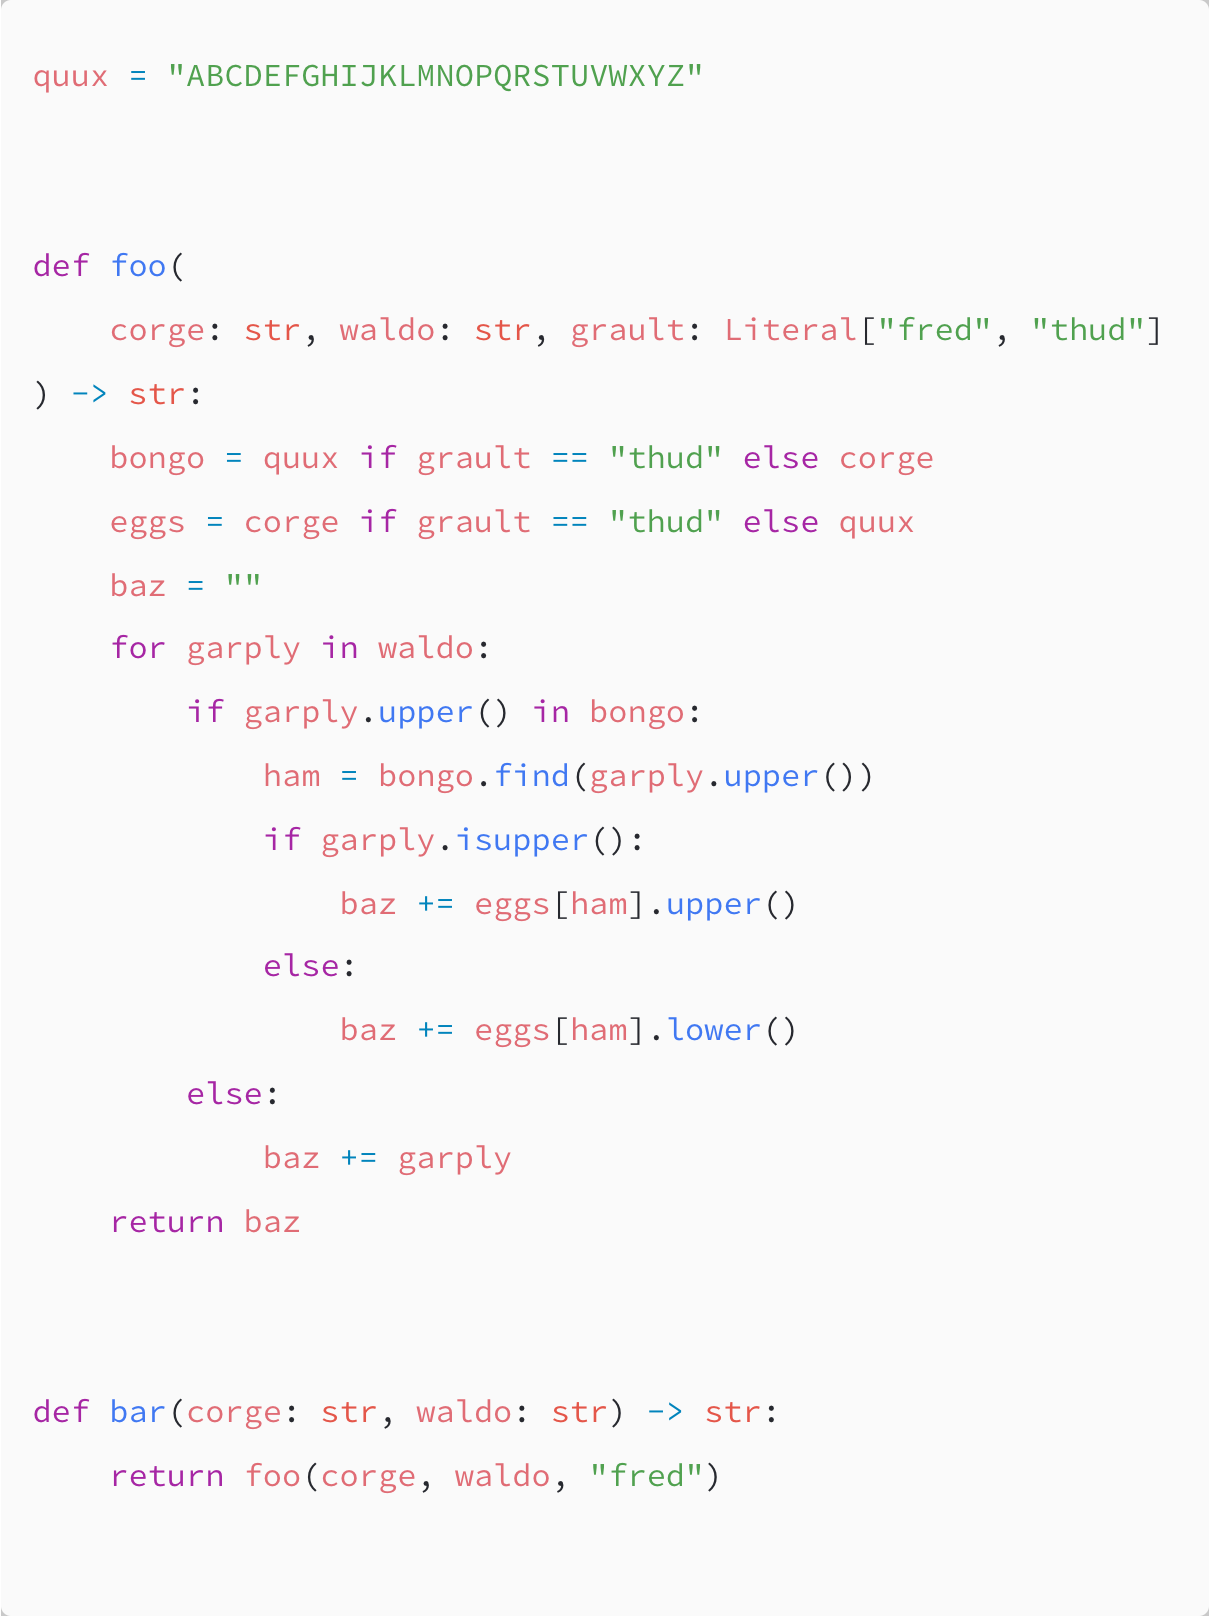 quux = "ABCDEFGHIJKLMNOPQRSTUVWXYZ"
def foo(
    corge: str, waldo: str, grault: Literal["fred", "thud"]
) -> str:
    bongo = quux if grault == "thud" else corge
    eggs = corge if grault == "thud" else quux
    baz = ""
    for garply in waldo:
        if garply.upper() in bongo:
            ham = bongo.find(garply.upper())
            if garply.isupper():
                baz += eggs[ham].upper()
            else:
                baz += eggs[ham].lower()
        else:
            baz += garply
    return baz
def bar(corge: str, waldo: str) -> str:
    return foo(corge, waldo, "fred")